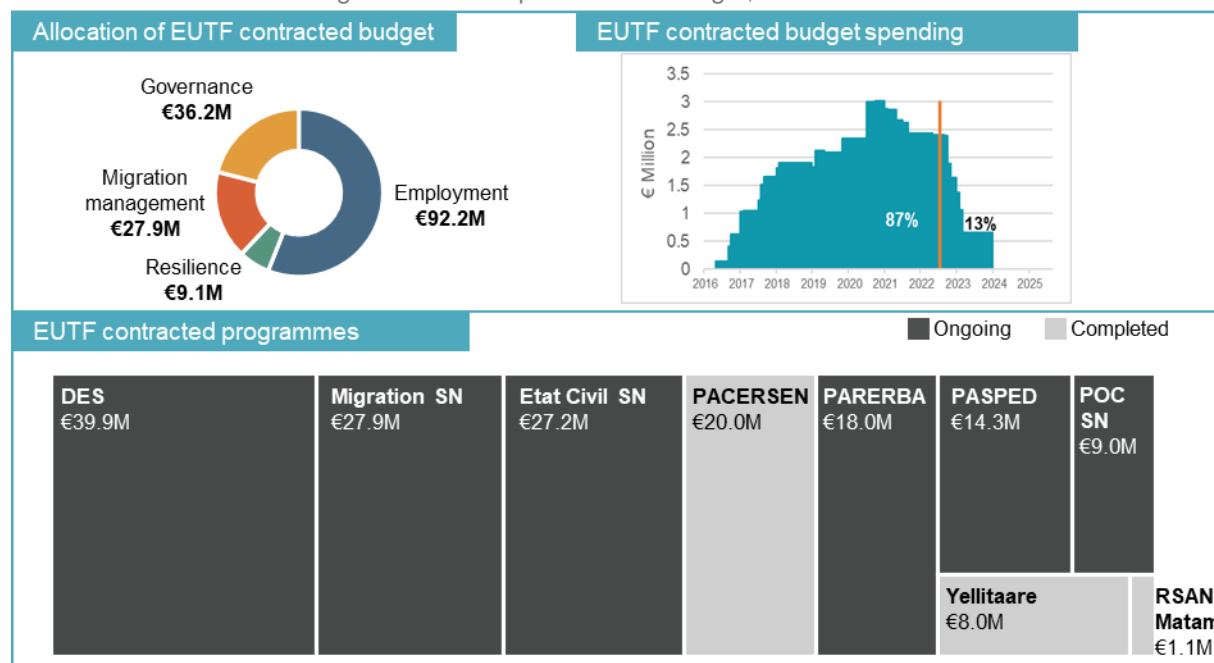 Allocation of EUTF contracted budget
EUTF contracted budget spending
Governance
€36.2M
Migration
management
€27.9M
Resilience
€9.1M
Employment
€92.2M
€ Million
3.5
3
2.5
2
1.5
1
0.5
0
87%
13%
2016 2017 2018 2019 2020 2021 2022 2023 2024 2025
EUTF contracted programmes
Ongoing
Completed
DES
€39.9M
Migration SN
€27.9M
Etat Civil SN
€27.2M
PACERSEN
€20.0M
PARERBA
€18.0M
PASPED
€14.3M
POC
SN
€9.0M
Yellitaare
€8.0M
RSAN
Matam
€1.1M